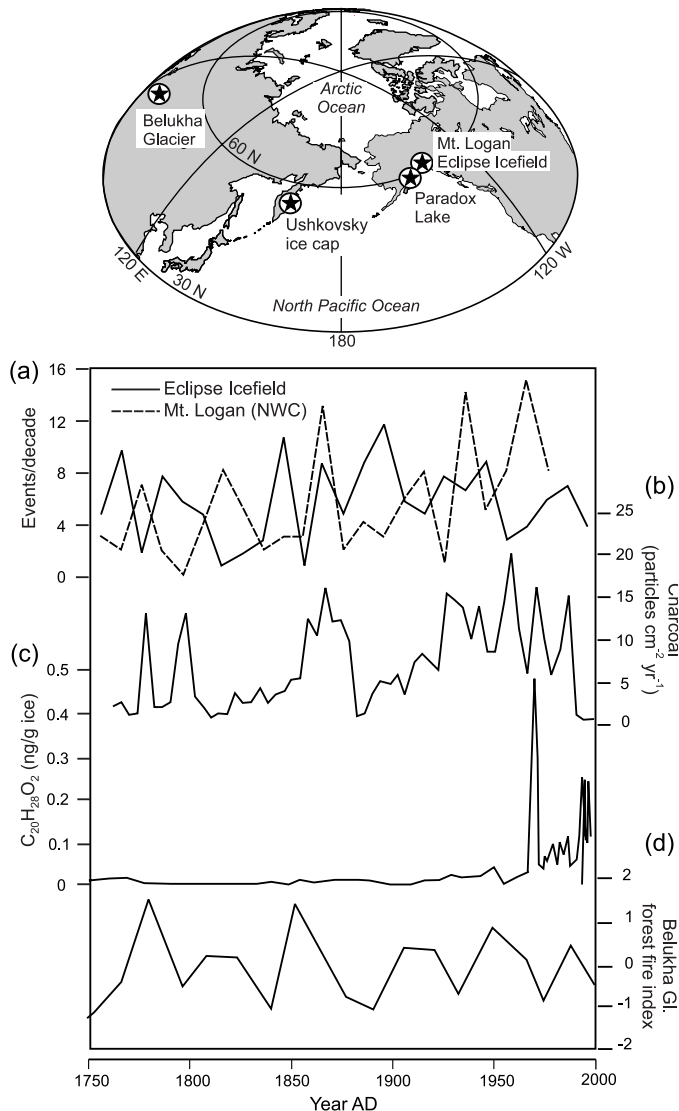 Arctic
Ocean
Belukha
Glacier
Mt. Logan
Eclipse Icefield
60 N
Paradox
Lake
Ushkovsky
ice cap
120 E
30 N
120 W
North Pacific Ocean
180
(a)
16
12
8
4
0
Events/decade
Eclipse Icefield
Mt. Logan (NWC)
(b)
25
20
15
10
5
0
Charcoal
(particles cm-2 yr-1)
(c)
0.5
0.4
0.3
0.2
0.1
0
C20H28O2 (ng/g ice)
(d)
2
1
0
-1
-2
Belukha Gl.
forest fire index
1750
1800
1850
1900
1950
2000
Year AD